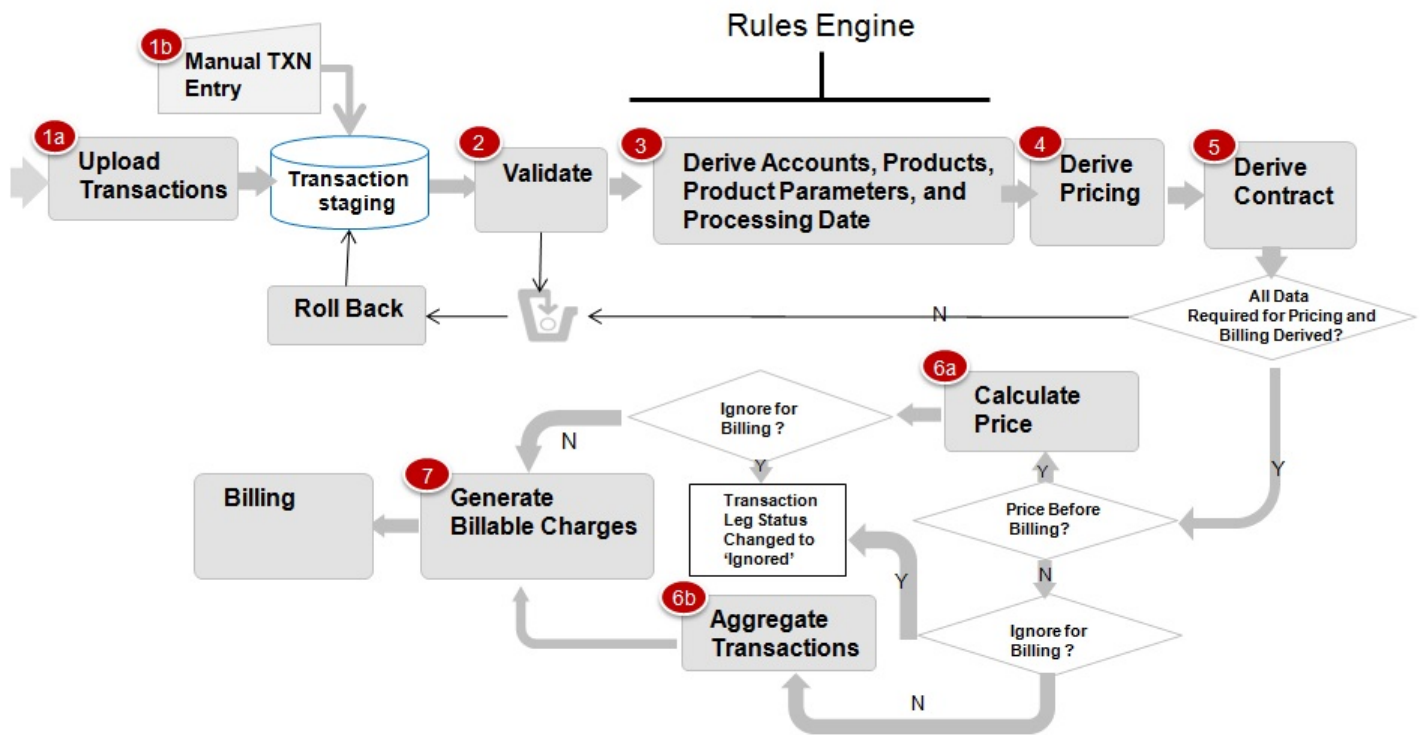 Rules Engine
1b
Manual TXN
Entry
1a
Upload
Transactions
Transaction
staging
2
Validate
3
Derive Accounts, Products,
Product Parameters, and
Processing Date
4
Derive
Pricing
5
Derive
Contract
Roll Back
N
All Data
Required for Pricing and
Billing Derived?
6a
Calculate
Price
Ignore for
Billing ?
N
Y
Y
Y
7
Generate
Billable Charges
Billing
Transaction
Leg Status
Changed to
‘Ignored’
Price Before
Billing?
N
Y
6b
Aggregate
Transactions
Ignore for
Billing ?
N